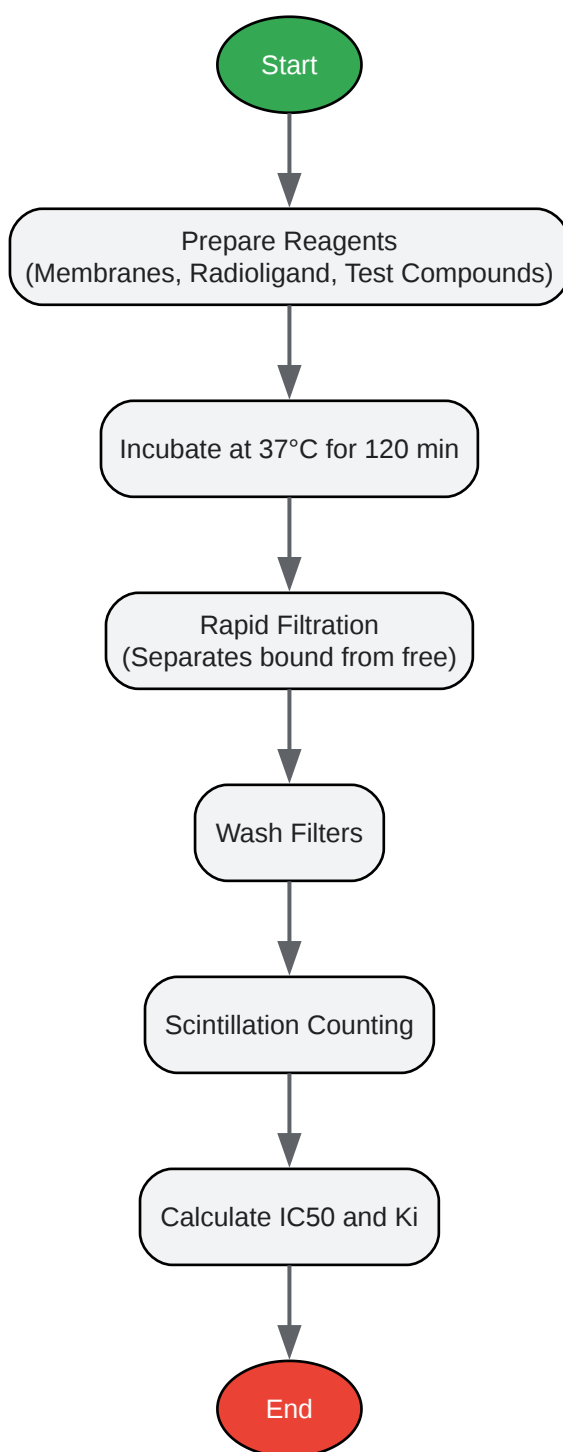 Start
Prepare Reagents
(Membranes, Radioligand, Test Compounds)
Incubate at 37°C for 120 min
Rapid Filtration
(Separates bound from free)
Wash Filters
Scintillation Counting
Calculate IC50 and Ki
End